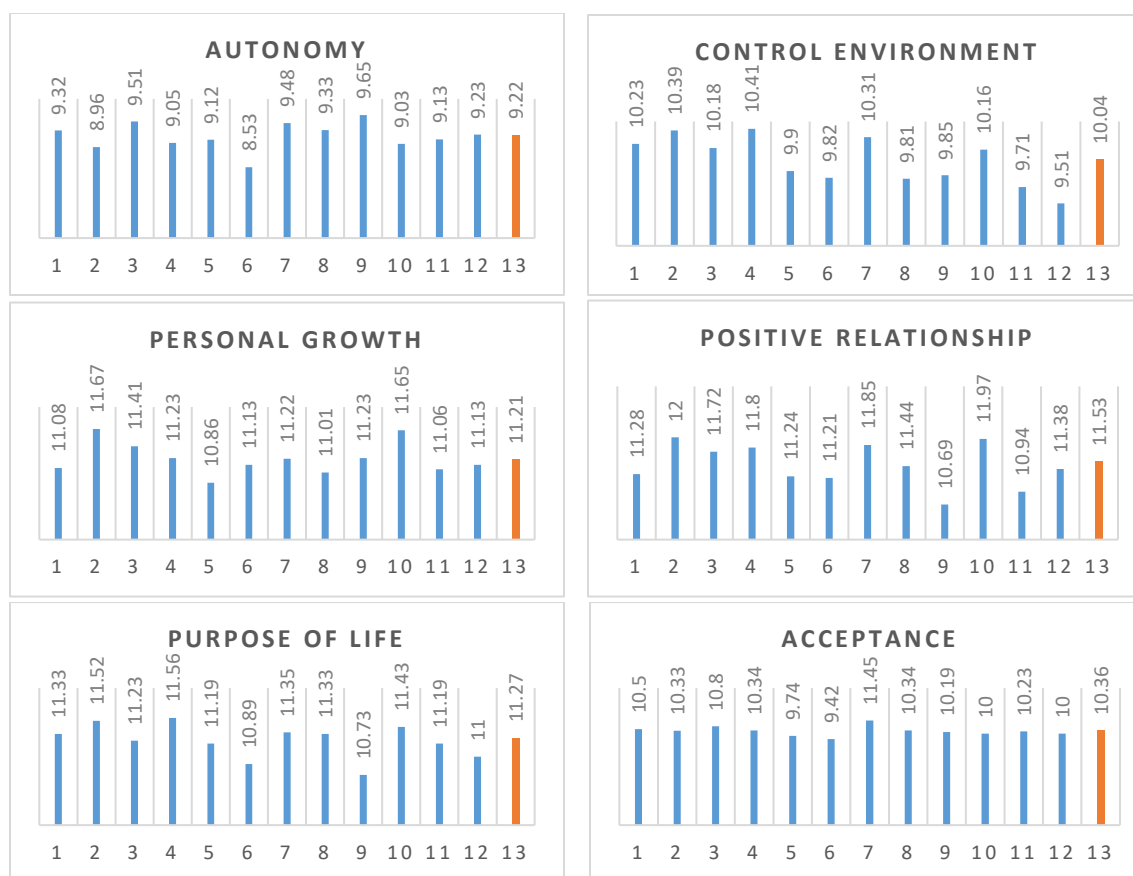 AUTONOMY
9.32 8.96 9.51 9.05 9.12 8.53 9.48 9.33 9.65 9.03 9.13 9.23 9.22
1 2 3 4 5 6 7 8 9 10 11 12 13
CONTROL ENVIRONMENT
10.23 10.39 10.18 10.41 9.9 9.82 10.31 9.81 9.85 10.16 9.71 9.51 10.04
1 2 3 4 5 6 7 8 9 10 11 12 13
PERSONAL GROWTH
11.08 11.67 11.41 11.23 10.86 11.13 11.22 11.01 11.23 11.65 11.06 11.13 11.21
1 2 3 4 5 6 7 8 9 10 11 12 13
POSITIVE RELATIONSHIP
11.28 12 11.72 11.8 11.24 11.21 11.85 11.44 10.69 11.97 10.94 11.38 11.53
1 2 3 4 5 6 7 8 9 10 11 12 13
PURPOSE OF LIFE
11.33 11.52 11.23 11.56 11.19 10.89 11.35 11.33 10.73 11.43 11.19 11 11.27
1 2 3 4 5 6 7 8 9 10 11 12 13
ACCEPTANCE
10.5 10.33 10.8 10.34 9.74 9.42 11.45 10.34 10.19 10 10.23 10 10.36
1 2 3 4 5 6 7 8 9 10 11 12 13